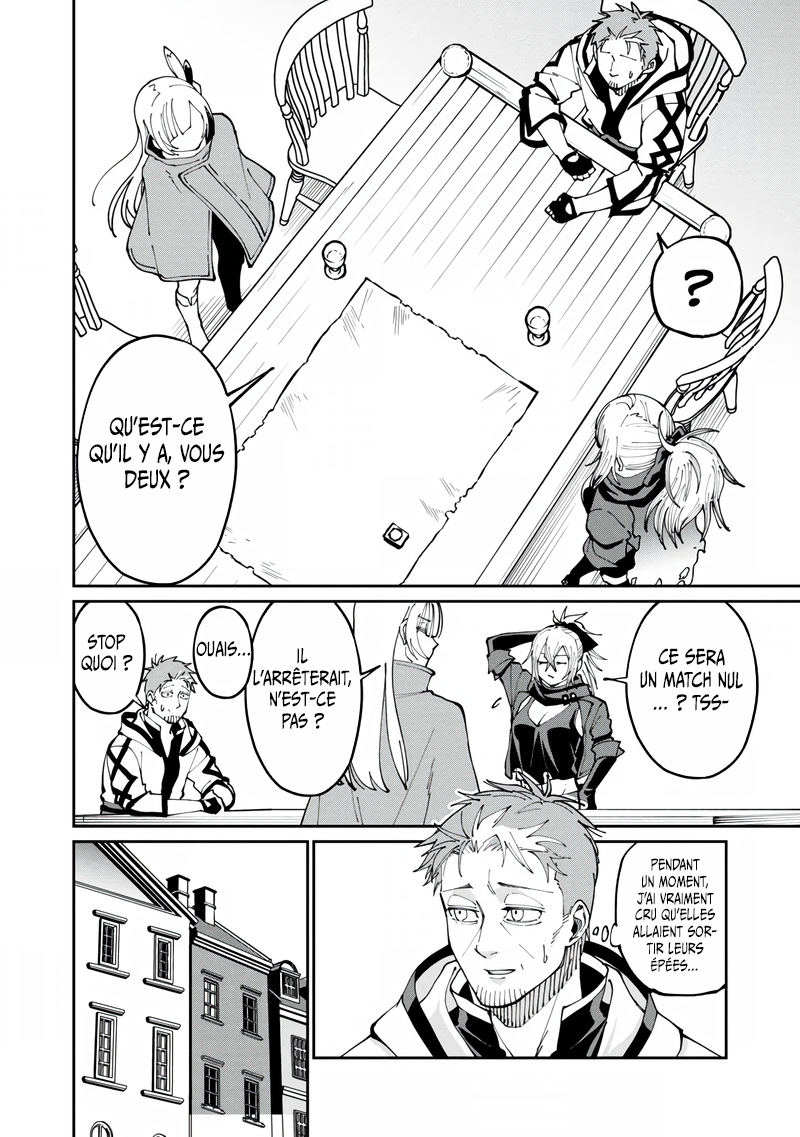 ?
QU'EST-CE
QU'IL Y A, VOUS
DEUX ?
CE SERA
UN MATCH NUL
... ? TSS-
IL
L'ARRÊTERAIT,
N'EST-CE
PAS ?
OUAIS...
STOP
QUOI ?
PENDANT
UN MOMENT,
J'AI VRAIMENT
CRU QU'ELLES
ALLAIENT SOR-
TIR LEURS
ÉPÉES...